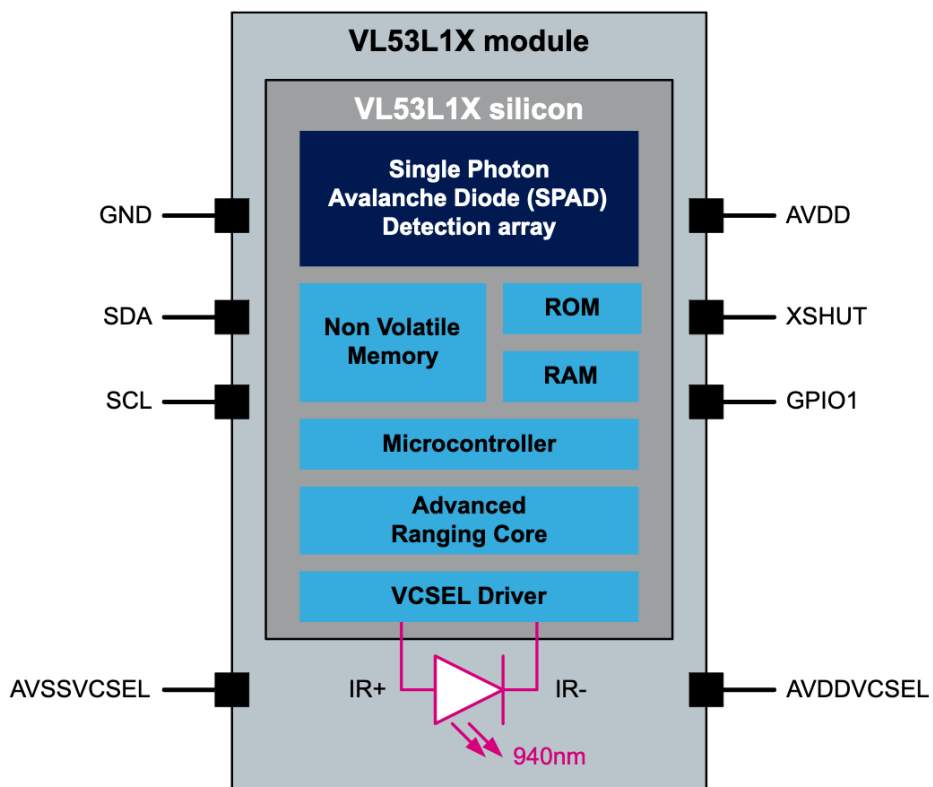 VL53L1X module
VL53L1X silicon
Single Photon
Avalanche Diode (SPAD)
Detection array
GND
AVDD
SDA
Non Volatile
Memory
ROM
XSHUT
RAM
SCL
GPIO1
Microcontroller
Advanced
Ranging Core
VCSEL Driver
AVSSVCSEL
IR+
IR-
AVDDVCSEL
940nm